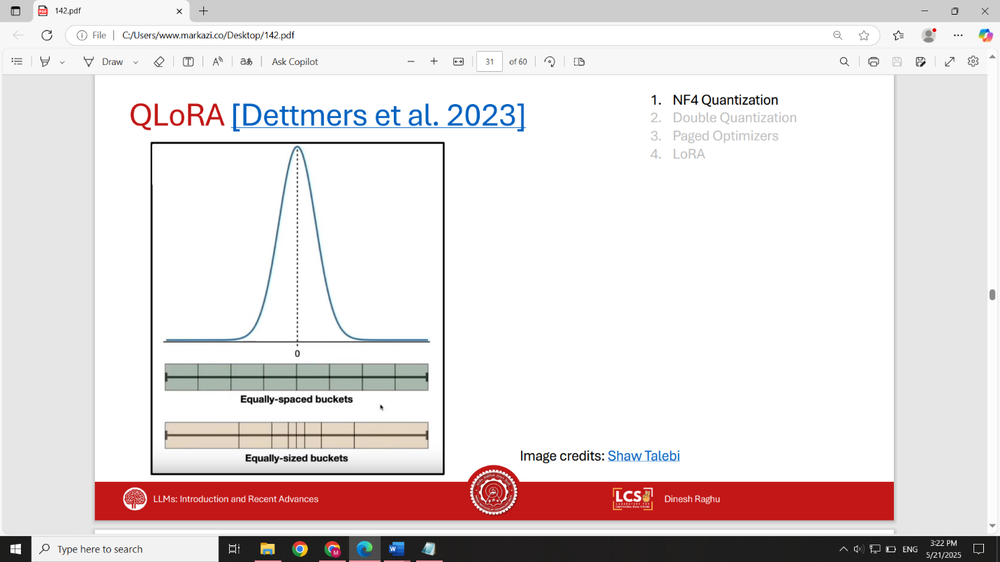 142.pdf
File
C:/Users/www.markazi.co/Desktop/142.pdf
Draw
Ask Copilot
31
of 60
QLoRA [Dettmers et al. 2023]
1. NF4 Quantization
2. Double Quantization
3. Paged Optimizers
4. LoRA
0
Equally-spaced buckets
Equally-sized buckets
Image credits: Shaw Talebi
LLMs: Introduction and Recent Advances
LCS
Dinesh Raghu
Type here to search
ENG
3:22 PM
5/21/2025